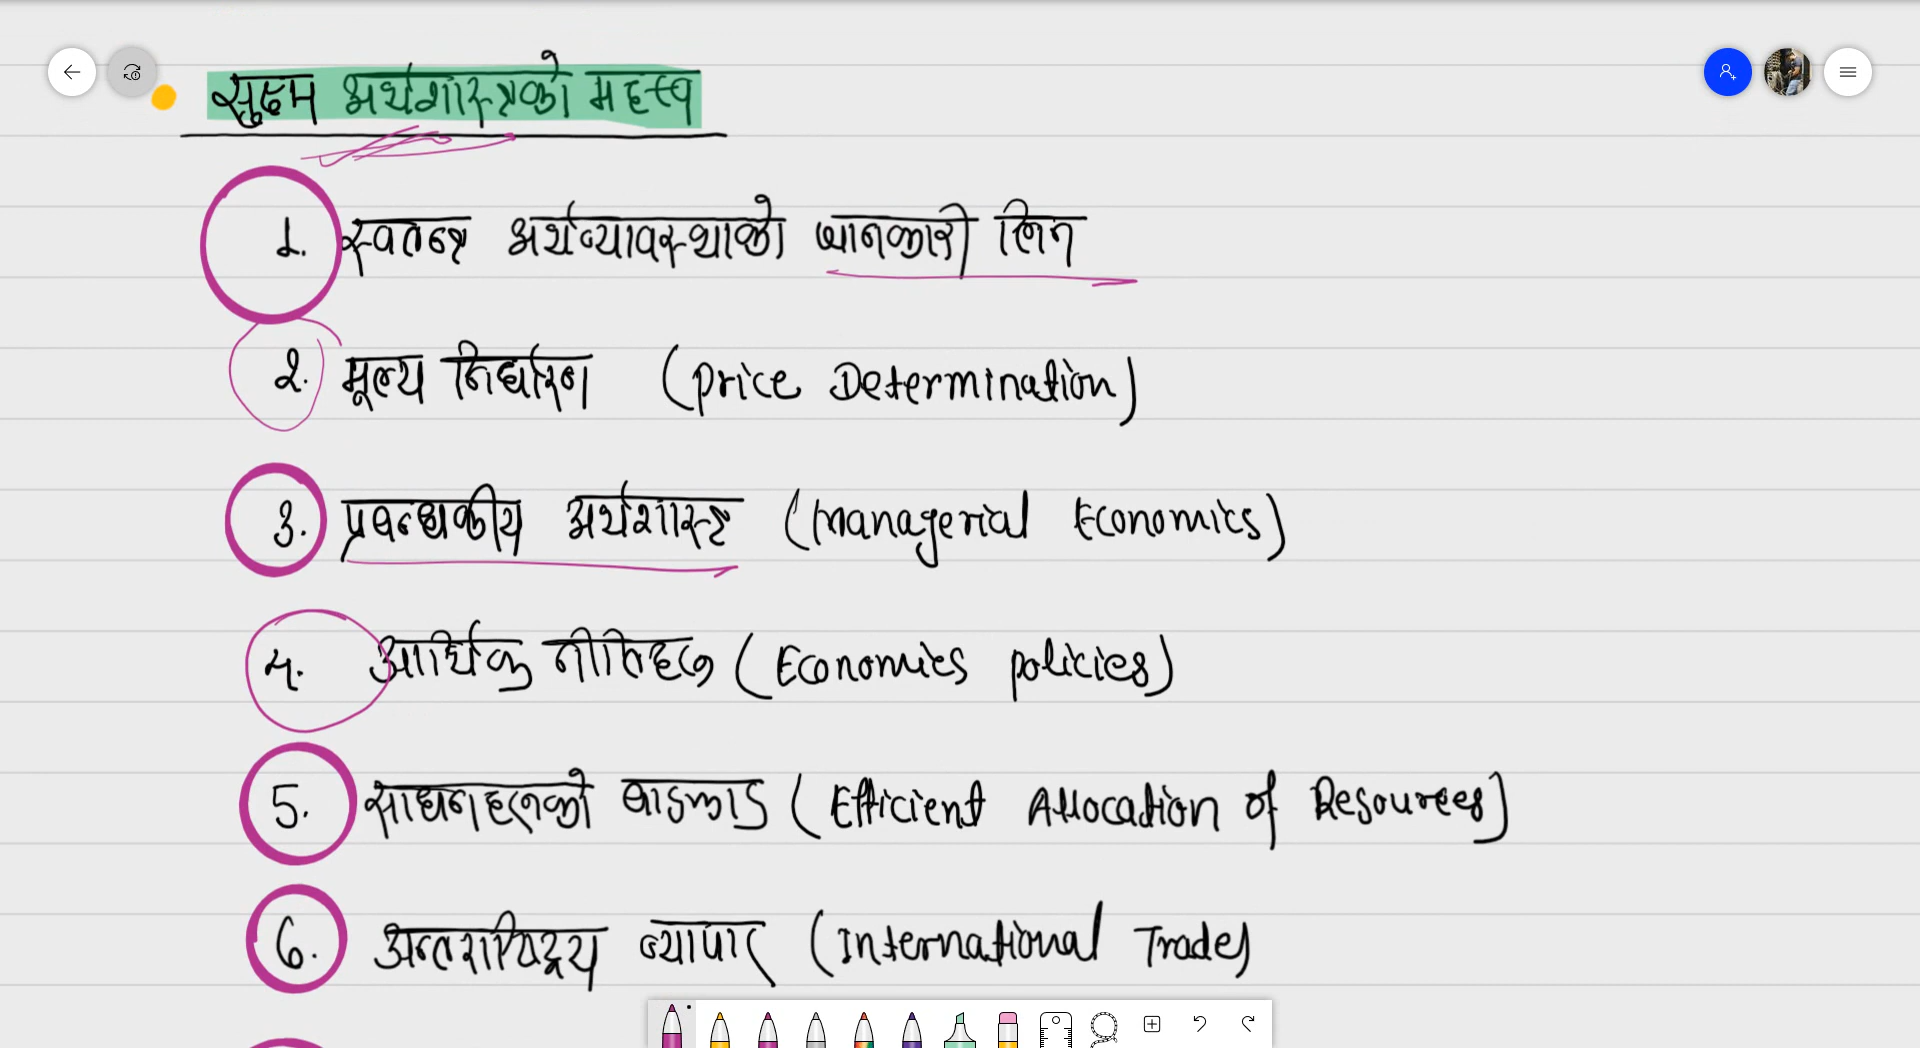 सूक्ष्म अर्थशास्त्रको महत्त्व
1. स्वतन्त्र अर्थव्यावस्थाको जानकारी लिन
2. मूल्य निर्धारण (Price Determination)
3. प्रबन्धकीय अर्थशास्त्र (Managerial Economics)
4. आर्थिक नीतिहरु (Economics policies)
5. साधनहरुको बाडफाड (Efficient Allocation of Resources)
6. अन्तराष्ट्रिय व्यापार (International Trade)